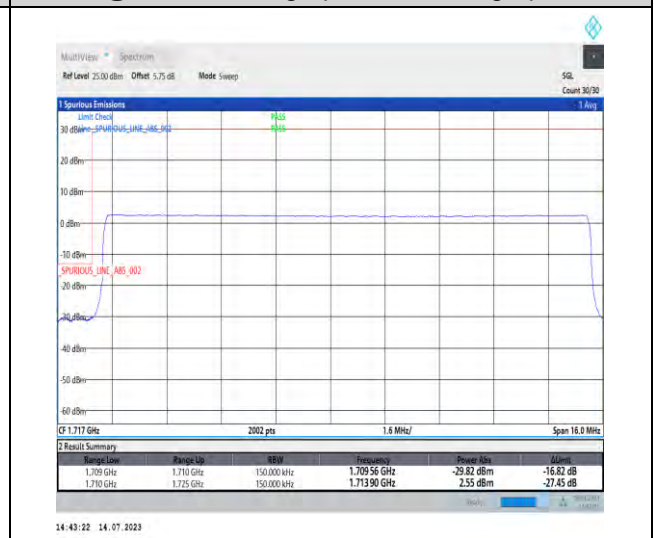 MultiView Spectrum
Ref Level 25.00 dBm Offset 5.75 dB Mode Sweep SGL
Count 30/30
1 Spurious Emissions 1 Avg
Limit Check PASS
30 dBm Line _SPURIOUS_LINE_ABS_002 PASS
20 dBm
10 dBm
0 dBm
-10 dBm
_SPURIOUS_LINE_ABS_002
-20 dBm
-30 dBm
-40 dBm
-50 dBm
-60 dBm
CF 1.717 GHz 2002 pts 1.6 MHz/ Span 16.0 MHz
2 Result Summary
Range Low Range Up RBW Frequency Power Abs ΔLimit
1.709 GHz 1.710 GHz 150.000 kHz 1.709 56 GHz -29.82 dBm -16.82 dB
1.710 GHz 1.725 GHz 150.000 kHz 1.713 90 GHz 2.55 dBm -27.45 dB
Ready
14:43:22 14.07.2023